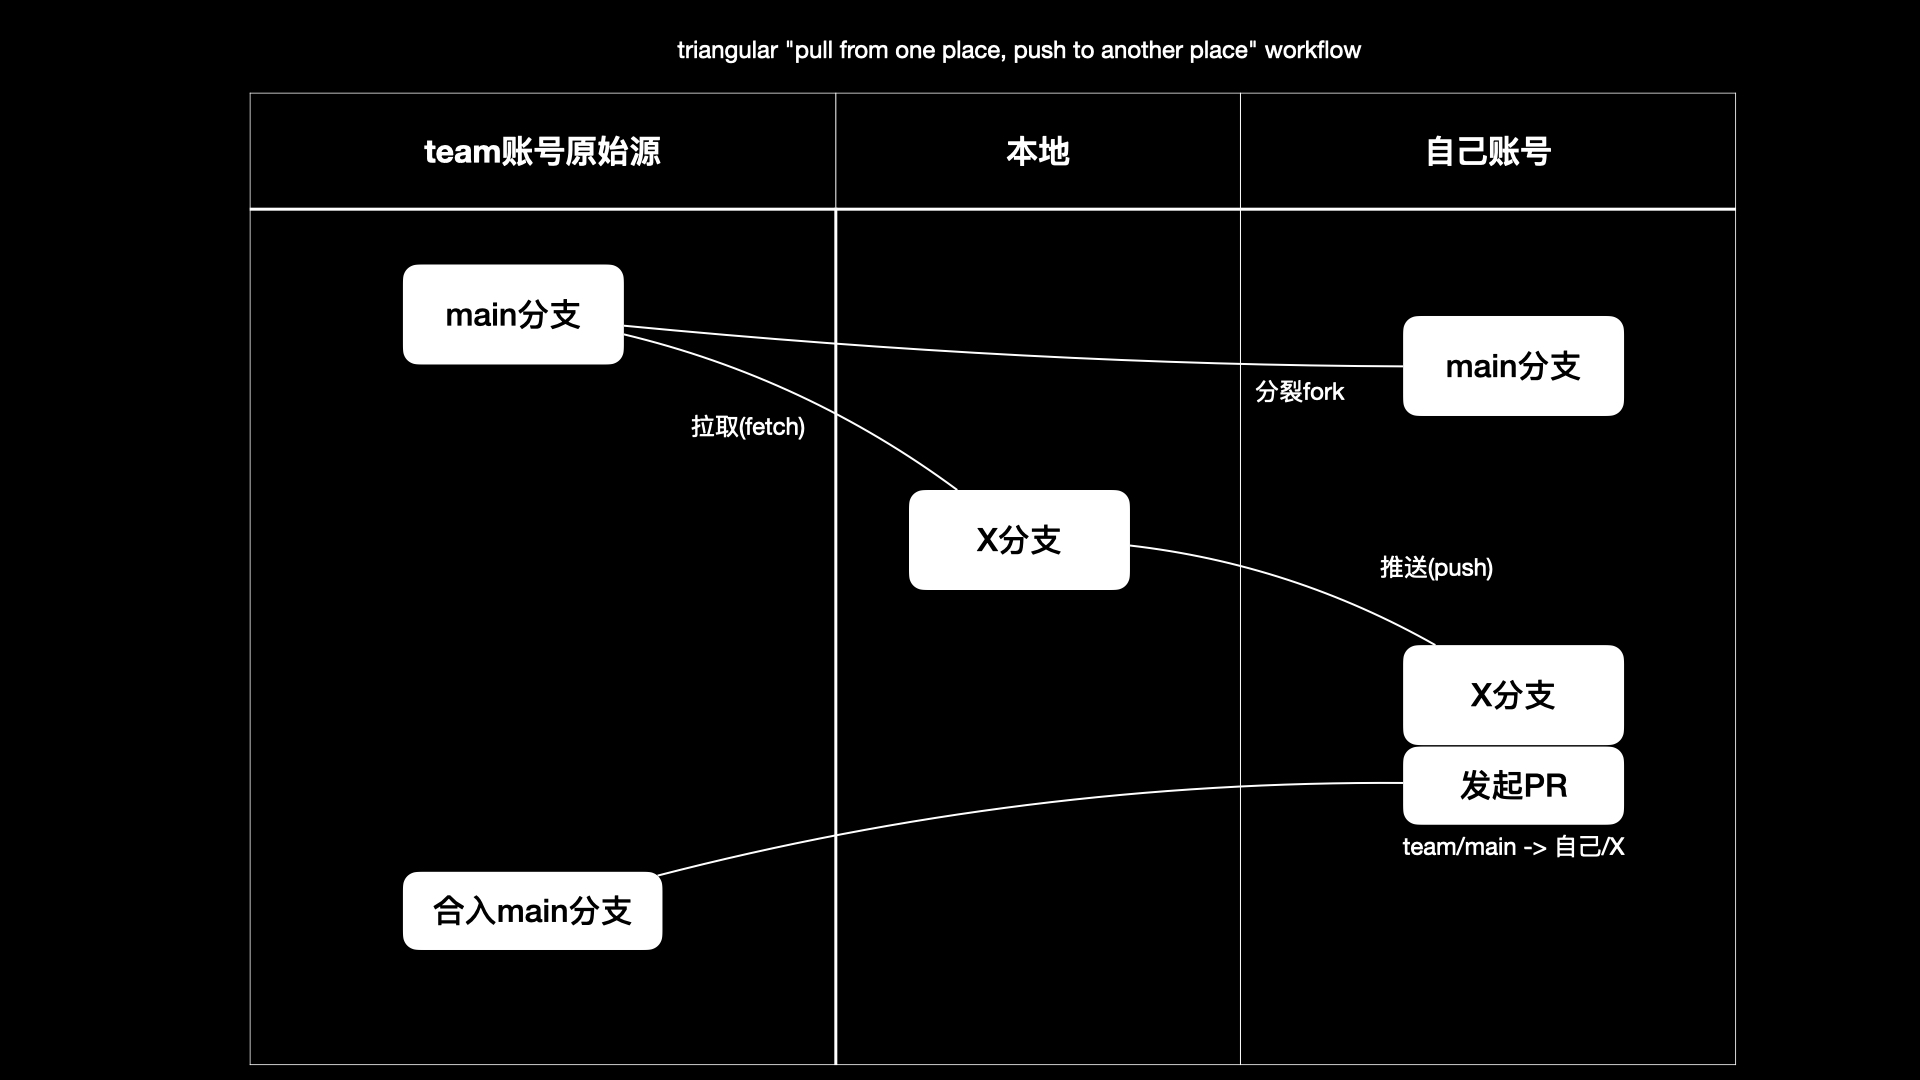 triangular "pull from one place, push to another place" workflow
team账号原始源
本地
自己账号
main分支
main分支
分裂fork
拉取(fetch)
X分支
推送(push)
X分支
发起PR
team/main -> 自己/X
合入main分支